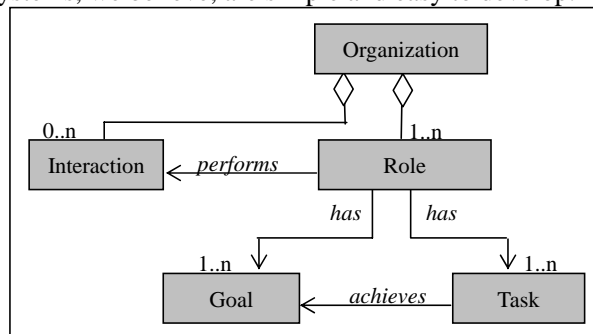 ystems, we believe, are simple and easy to develop.
Organization
0..n
1..n
Interaction
performs
Role
has
has
1..n
1..n
Goal
achieves
Task